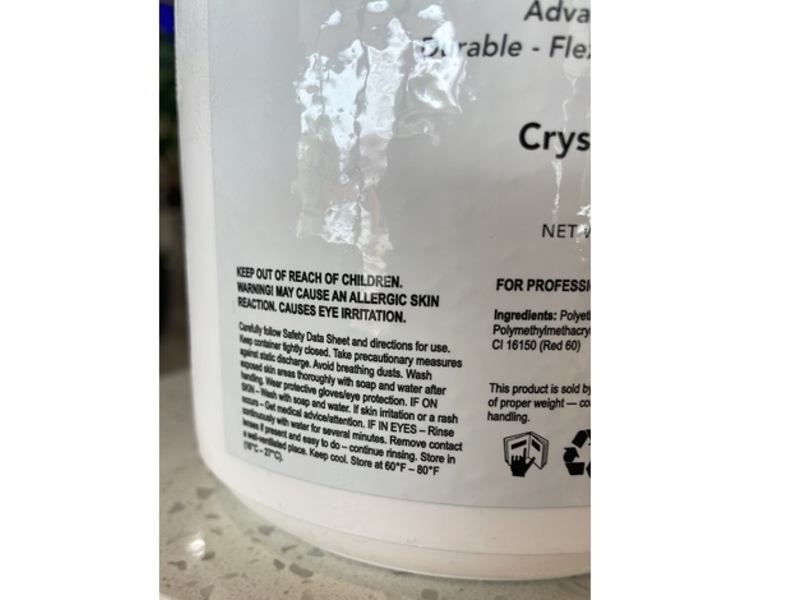 Adva
Durable - Flex
Crys
NET W
KEEP OUT OF REACH OF CHILDREN.
WARNING! MAY CAUSE AN ALLERGIC SKIN
REACTION. CAUSES EYE IRRITATION.
Carefully follow Safety Data Sheet and directions for use.
Keep container tightly closed. Take precautionary measures
against static discharge. Avoid breathing dusts. Wash
exposed skin areas thoroughly with soap and water after
handling. Wear protective gloves/eye protection. IF ON
SKIN – Wash with soap and water. If skin irritation or a rash
occurs – Get medical advice/attention. IF IN EYES – Rinse
continuously with water for several minutes. Remove contact
lenses if present and easy to do – continue rinsing. Store in
a well-ventilated place. Keep cool. Store at 60°F – 80°F
(16°C – 27°C).
FOR PROFESSI
Ingredients: Polyeth
Polymethylmethacry
CI 16150 (Red 60)
This product is sold by
of proper weight — co
handling.